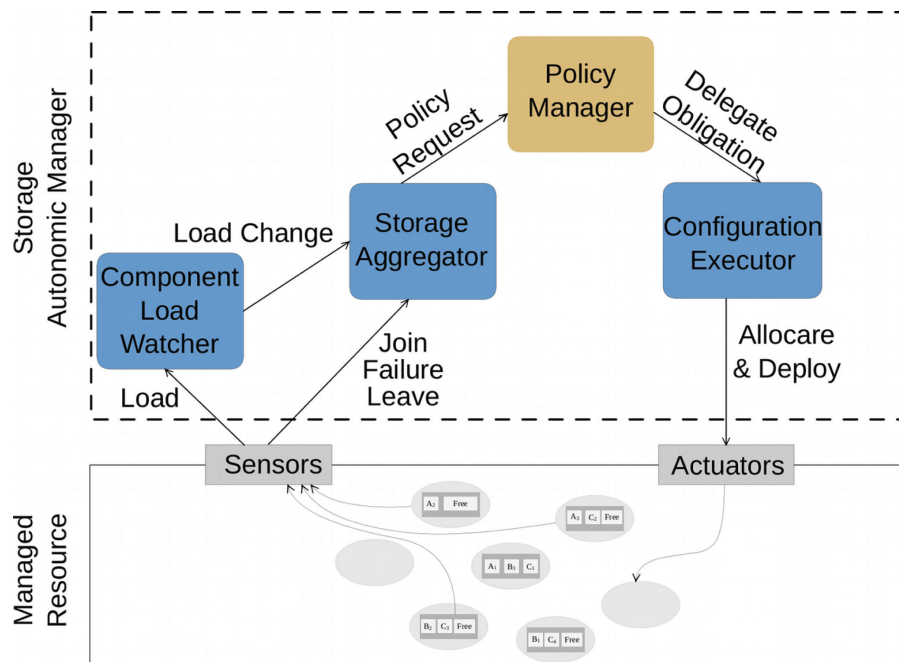 Storage
Autonomic Manager
Policy
Manager
Policy
Request
Delegate
Obligation
Storage
Aggregator
Configuration
Executor
Load Change
Component
Load
Watcher
Join
Failure
Leave
Load
Allocare
& Deploy
Sensors
Actuators
Managed
Resource
A2 Free
A3 C2 Free
A1 B3 C1
B2 C3 Free
B1 C4 Free